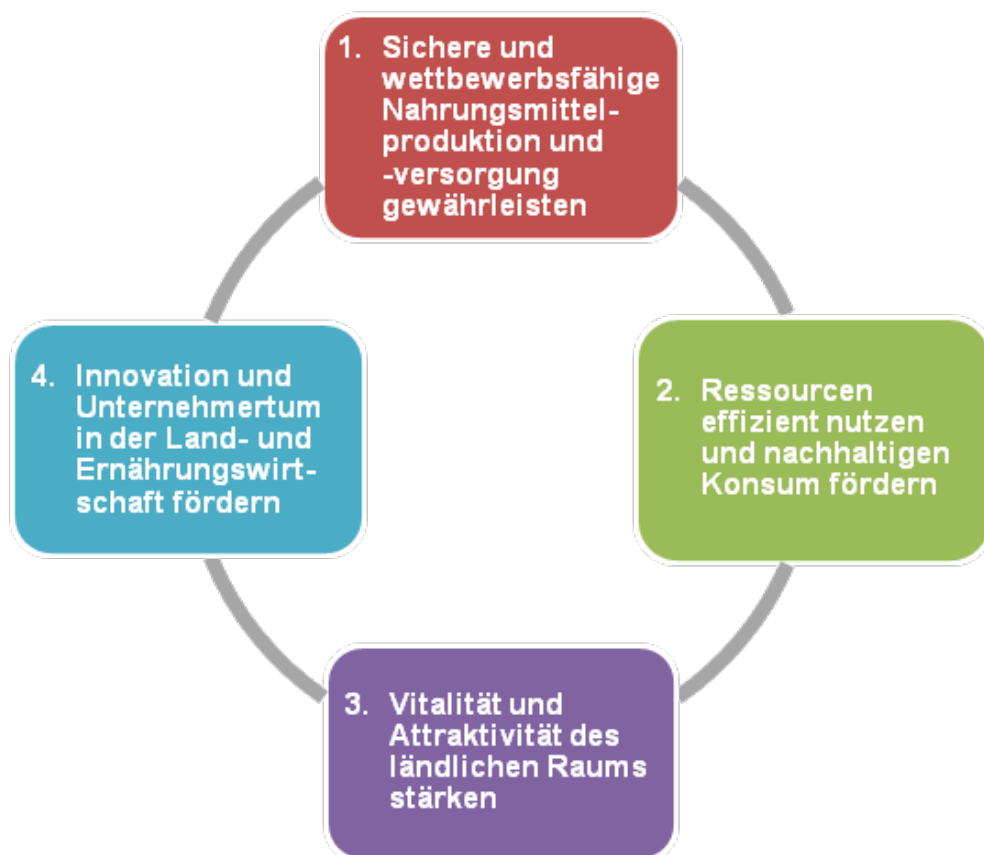 1. Sichere und
wettbewerbsfähige
Nahrungsmittel-
produktion und
-versorgung
gewährleisten
2. Ressourcen
effizient nutzen
und nachhaltigen
Konsum fördern
3. Vitalität und
Attraktivität des
ländlichen Raums
stärken
4. Innovation und
Unternehmertum
in der Land- und
Ernährungswirt-
schaft fördern